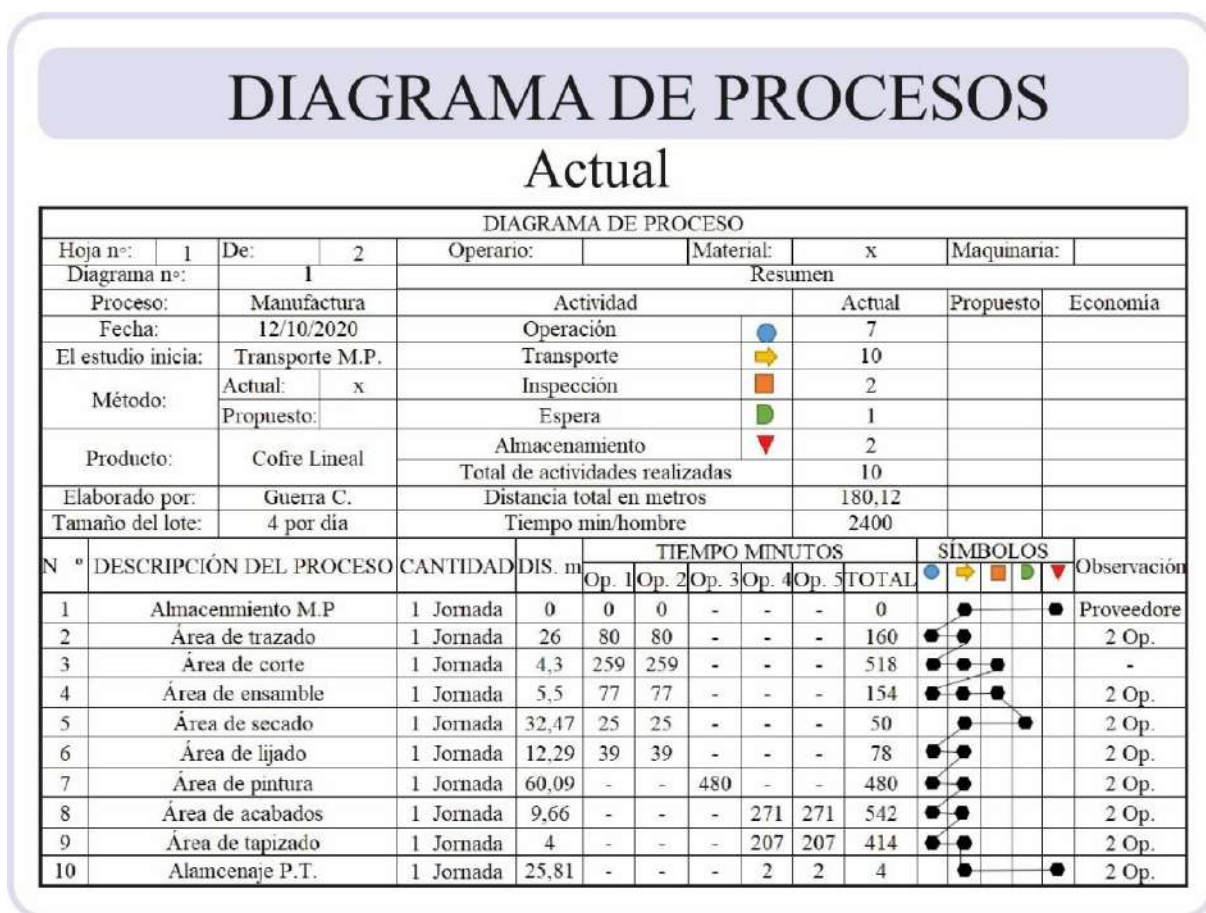 DIAGRAMA DE PROCESOS
Actual
DIAGRAMA DE PROCESO
Hoja nº: 1 De: 2 Operario: Material: x Maquinaria:
Diagrama nº: 1 Resumen
Proceso: Manufactura Actividad Actual Propuesto Economía
Fecha: 12/10/2020 Operación 7
El estudio inicia: Transporte M.P. Transporte 10
Método: Actual: x Inspección 2
Propuesto: Espera 1
Producto: Cofre Lineal Almacenamiento 2
Total de actividades realizadas 10
Elaborado por: Guerra C. Distancia total en metros 180,12
Tamaño del lote: 4 por día Tiempo min/hombre 2400
N º DESCRIPCIÓN DEL PROCESO CANTIDAD DIS. m TIEMPO MINUTOS SÍMBOLOS Observación
Op. 1 Op. 2 Op. 3 Op. 4 Op. 5 TOTAL
1 Almacenmiento M.P 1 Jornada 0 0 0 - - - 0 Proveedore
2 Área de trazado 1 Jornada 26 80 80 - - - 160 2 Op.
3 Área de corte 1 Jornada 4,3 259 259 - - - 518 -
4 Área de ensamble 1 Jornada 5,5 77 77 - - - 154 2 Op.
5 Área de secado 1 Jornada 32,47 25 25 - - - 50 2 Op.
6 Área de lijado 1 Jornada 12,29 39 39 - - - 78 2 Op.
7 Área de pintura 1 Jornada 60,09 - - 480 - - 480 2 Op.
8 Área de acabados 1 Jornada 9,66 - - - 271 271 542 2 Op.
9 Área de tapizado 1 Jornada 4 - - - 207 207 414 2 Op.
10 Alamcenaje P.T. 1 Jornada 25,81 - - - 2 2 4 2 Op.